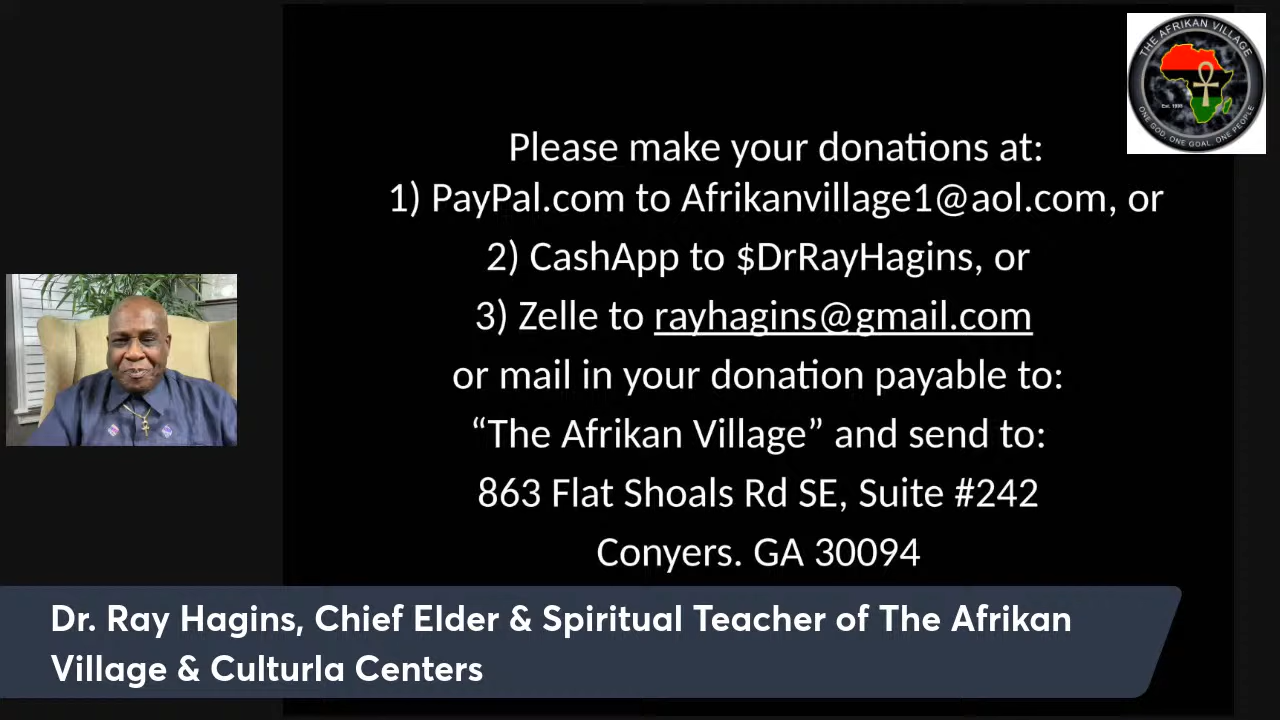 THE AFRIKAN VILLAGE
Est. 1999
ONE GOD, ONE GOAL, ONE PEOPLE
Please make your donations at:
1) PayPal.com to Afrikanvillage1@aol.com, or
2) CashApp to $DrRayHagins, or
3) Zelle to rayhagins@gmail.com
or mail in your donation payable to:
“The Afrikan Village” and send to:
863 Flat Shoals Rd SE, Suite #242
Conyers. GA 30094
Dr. Ray Hagins, Chief Elder & Spiritual Teacher of The Afrikan
Village & Culturla Centers